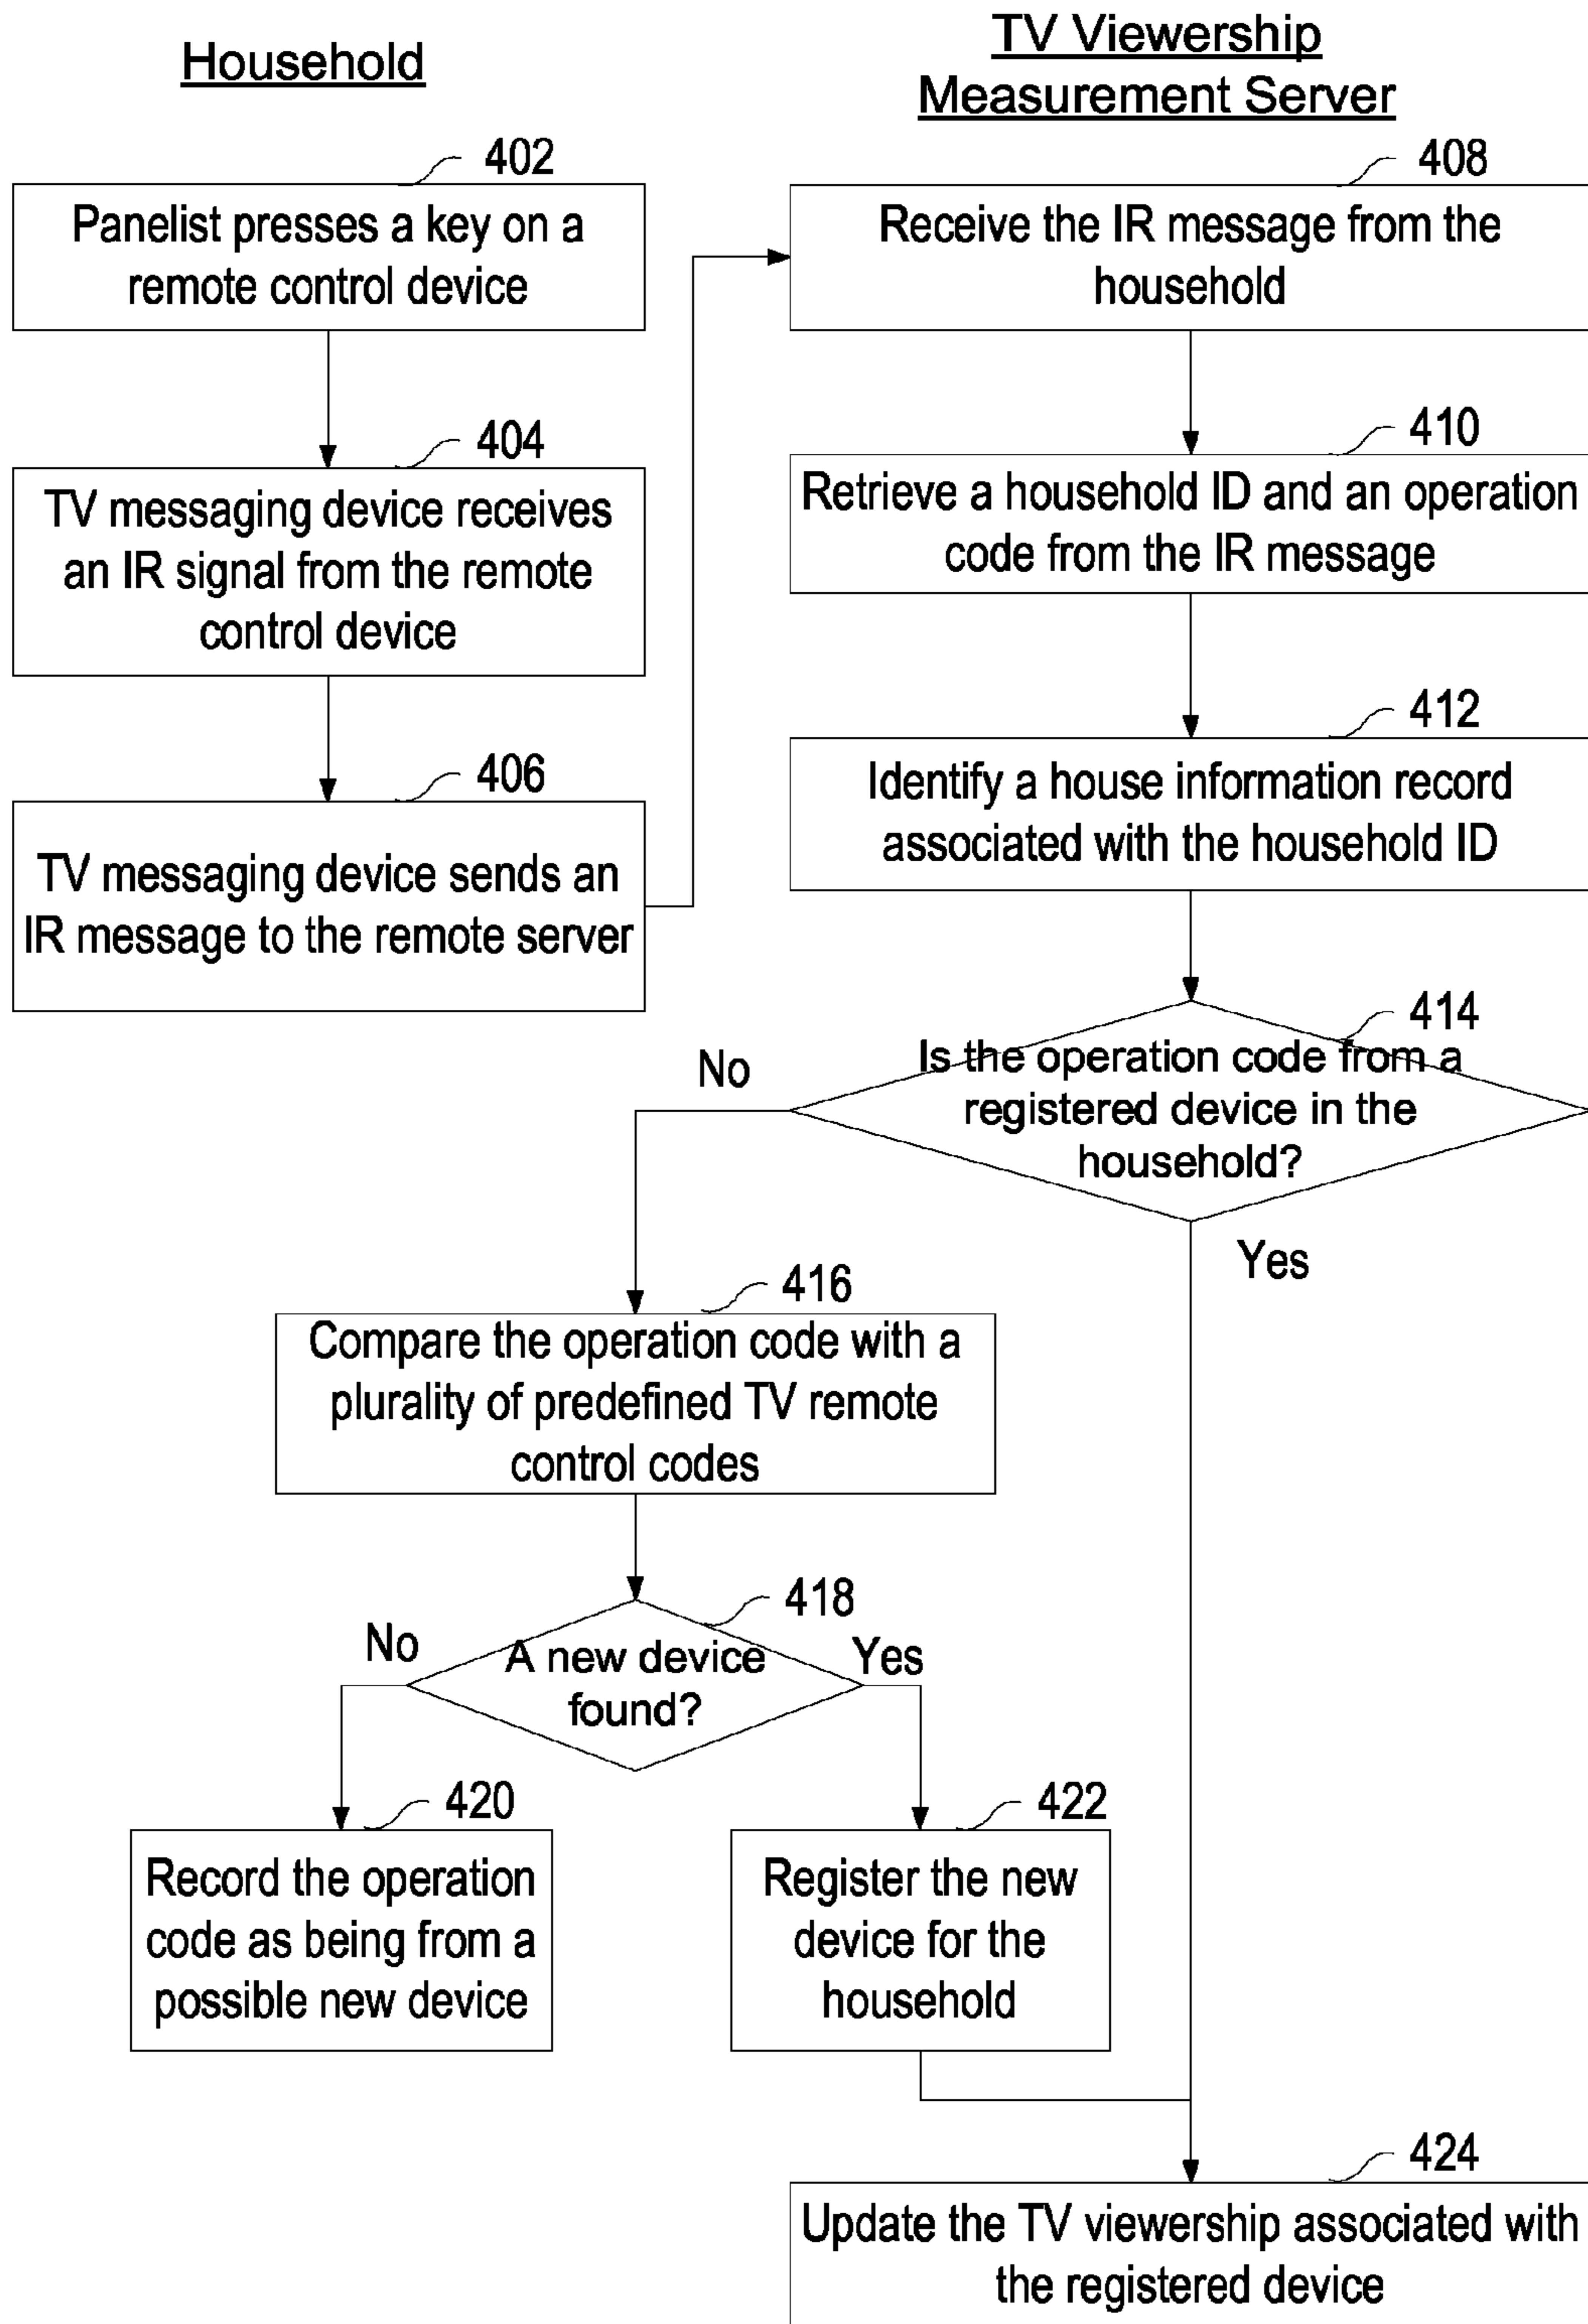 Household
TV Viewership
Measurement Server
402
Panelist presses a key on a
remote control device
404
TV messaging device receives
an IR signal from the remote
control device
406
TV messaging device sends an
IR message to the remote server
408
Receive the IR message from the
household
410
Retrieve a household ID and an operation
code from the IR message
412
Identify a house information record
associated with the household ID
414
Is the operation code from a
registered device in the
household?
No
Yes
416
Compare the operation code with a
plurality of predefined TV remote
control codes
418
A new device
found?
No
Yes
420
Record the operation
code as being from a
possible new device
422
Register the new
device for the
household
424
Update the TV viewership associated with
the registered device